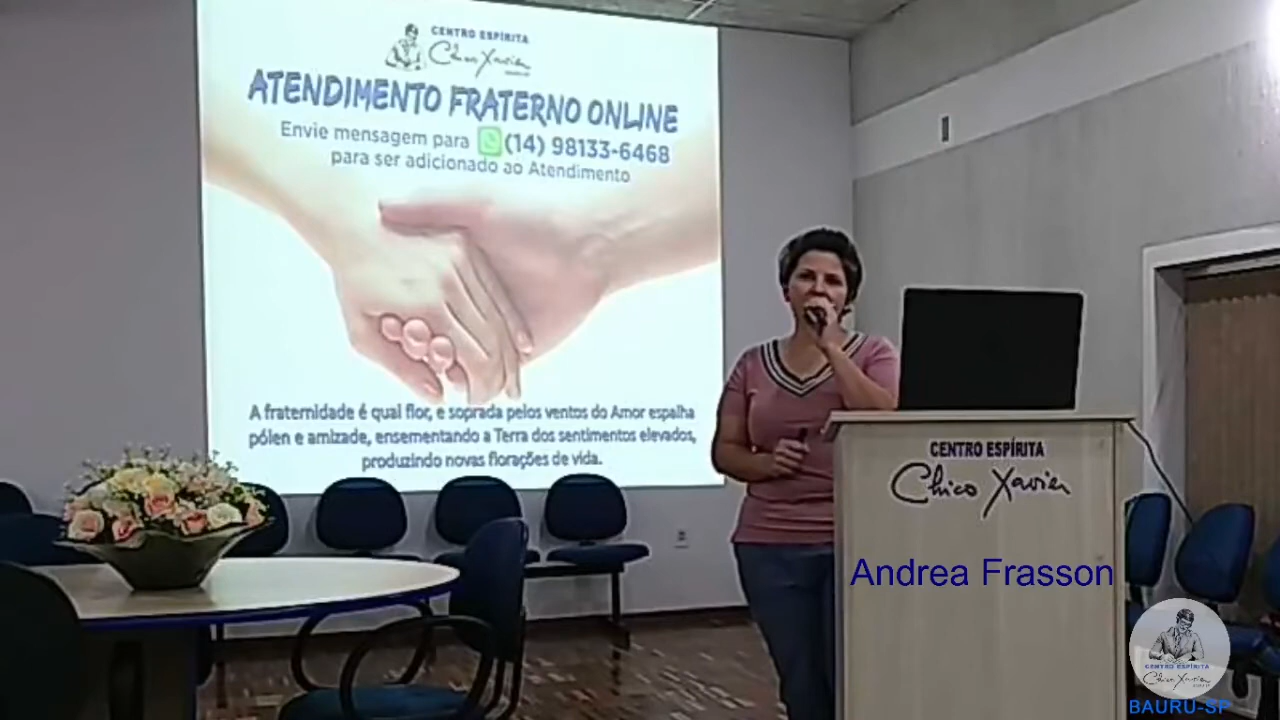 CENTRO ESPÍRITA
Chico Xavier
ATENDIMENTO FRATERNO ONLINE
Envie mensagem para (14) 98133-6468
para ser adicionado ao Atendimento
A fraternidade é qual flor, e soprada pelos ventos do Amor espalha
pólen e amizade, ensementando a Terra dos sentimentos elevados,
produzindo novas florações de vida.
CENTRO ESPÍRITA
Chico Xavier
Andrea Frasson
CENTRO ESPÍRITA
Chico Xavier
BAURU-SP